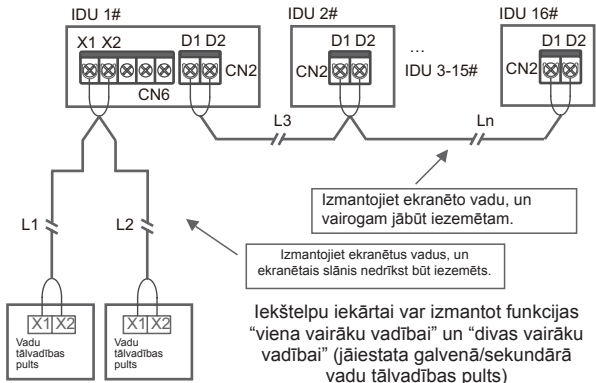 IDU 1#
IDU 2#
IDU 16#
X1 X2
D1 D2
D1 D2
D1 D2
CN2
CN2
CN2
CN6
…
IDU 3-15#
L3
Ln
Izmantojiet ekranēto vadu, un
vairogam jābūt iezemētam.
L1
L2
Izmantojiet ekranētus vadus, un
ekranētais slānis nedrīkst būt iezemēts.
X1 X2
Vadu
tālvadības
pults
X1 X2
Vadu
tālvadības
pults
Iekštelpu iekārtai var izmantot funkcijas
“viena vairāku vadībai” un “divas vairāku
vadībai” (jāiestata galvenā/sekundārā
vadu tālvadības pults)